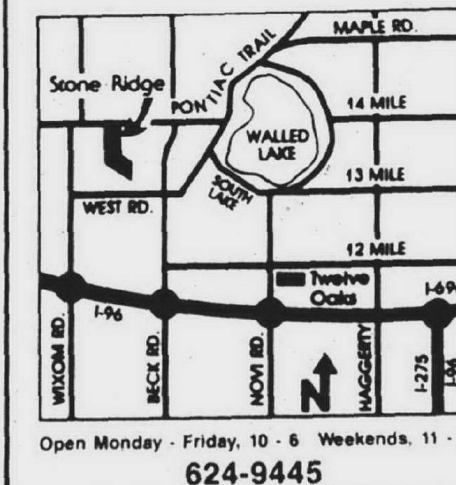 MAPLE RD.
PONTIAC TRAIL
Stone Ridge
14 MILE
WALLED
LAKE
SOUTH
LAKE
13 MILE
WEST RD.
12 MILE
Twelve
Oaks
I-96
I-69
WIXOM RD.
BECK RD.
NOVI RD.
N
HAGGERTY
I-275
I-96
Open Monday - Friday, 10 - 6 Weekends, 11 -
624-9445